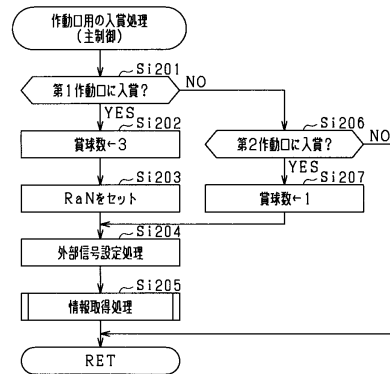 作動口用の入賞処理
(主制御)
Si201
第1作動口に入賞?
NO
YES
Si202
賞球数←3
Si206
第2作動口に入賞?
NO
YES
Si203
RaNをセット
Si207
賞球数←1
Si204
外部信号設定処理
Si205
情報取得処理
RET